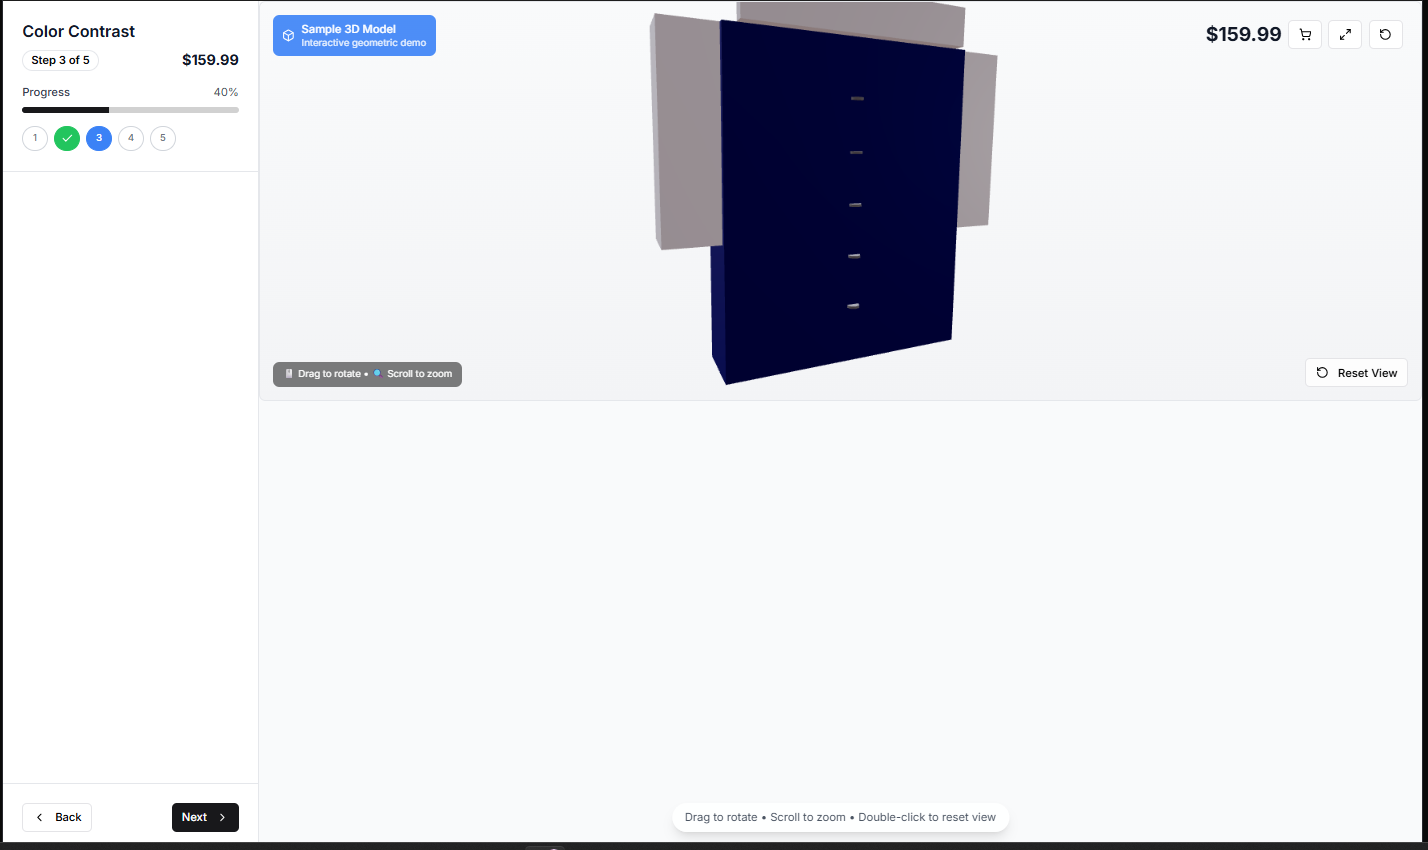 Color Contrast
Step 3 of 5
$159.99
Progress
40%
1
3
4
5
Back
Next
Sample 3D Model
Interactive geometric demo
$159.99
Drag to rotate • Scroll to zoom
Reset View
Drag to rotate • Scroll to zoom • Double-click to reset view